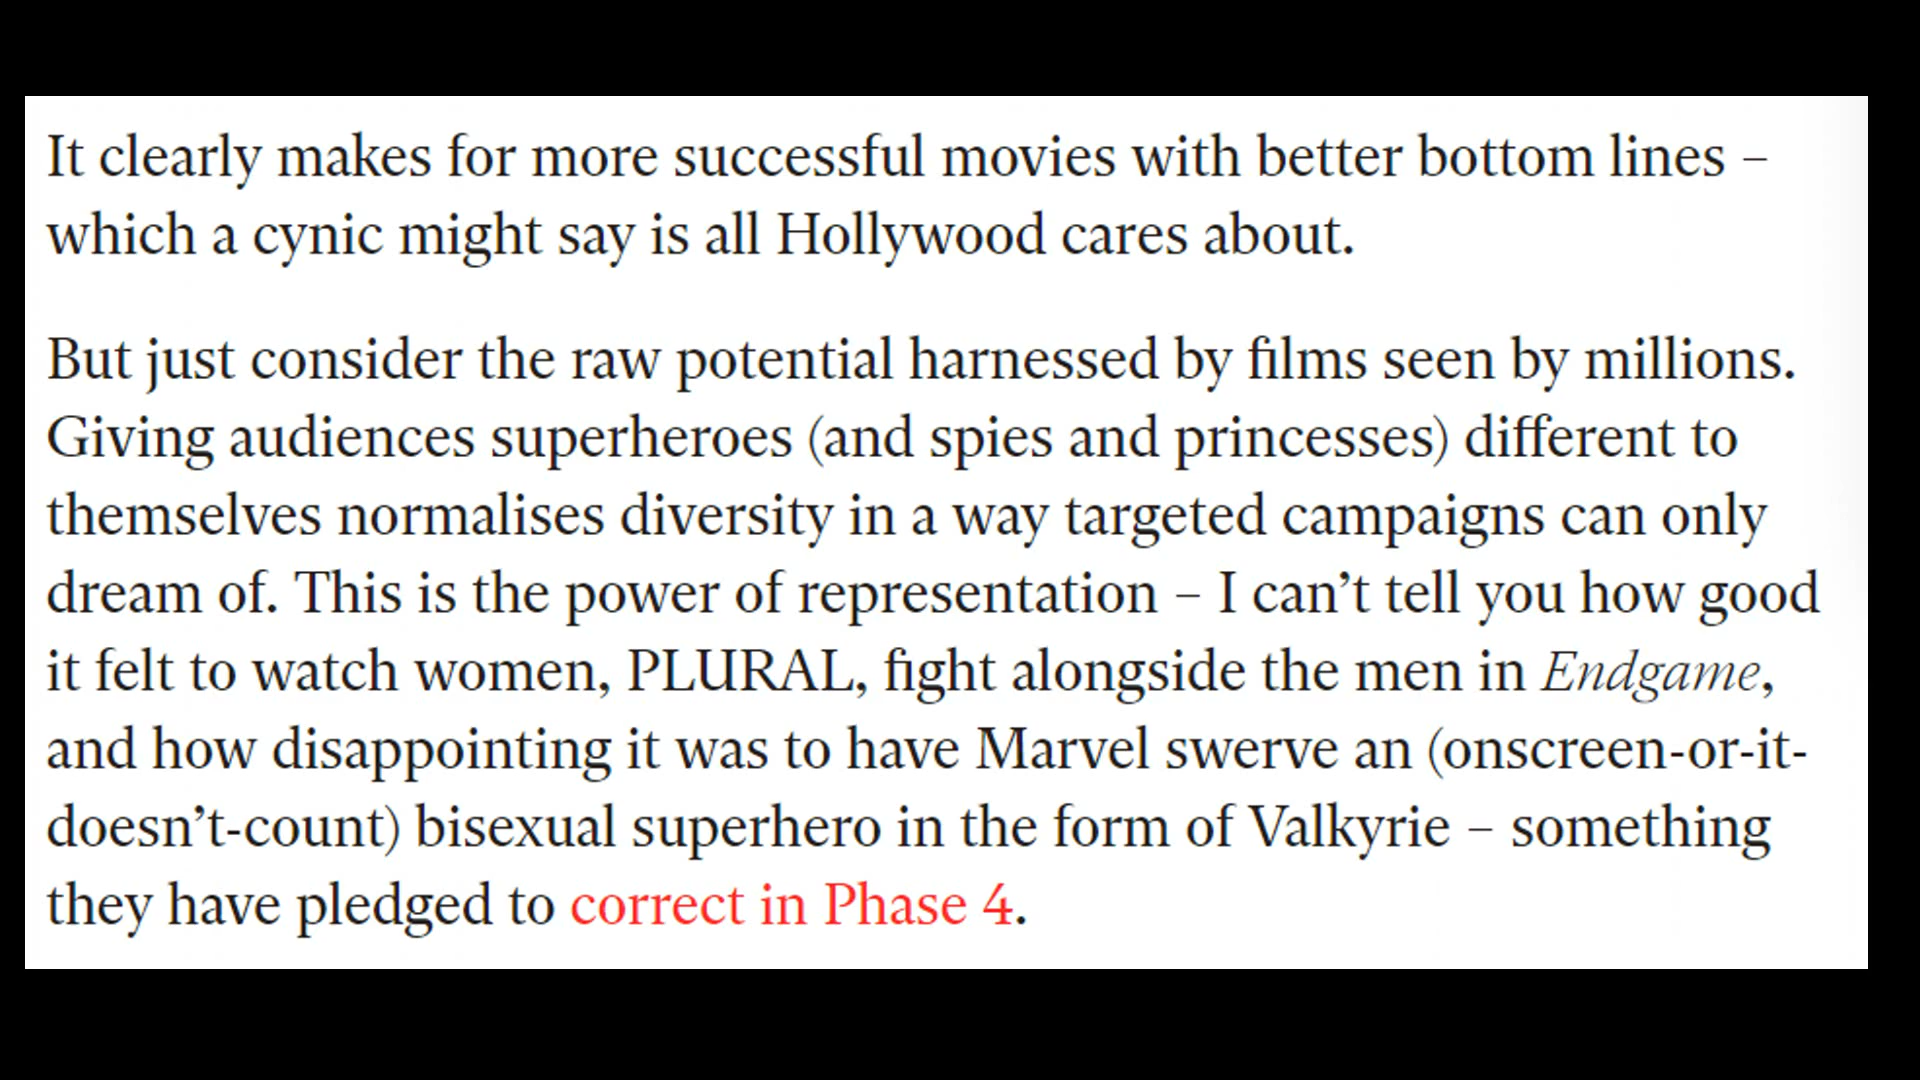 It clearly makes for more successful movies with better bottom lines –
which a cynic might say is all Hollywood cares about.
But just consider the raw potential harnessed by films seen by millions.
Giving audiences superheroes (and spies and princesses) different to
themselves normalises diversity in a way targeted campaigns can only
dream of. This is the power of representation – I can’t tell you how good
it felt to watch women, PLURAL, fight alongside the men in Endgame,
and how disappointing it was to have Marvel swerve an (onscreen-or-it-
doesn’t-count) bisexual superhero in the form of Valkyrie – something
they have pledged to correct in Phase 4.